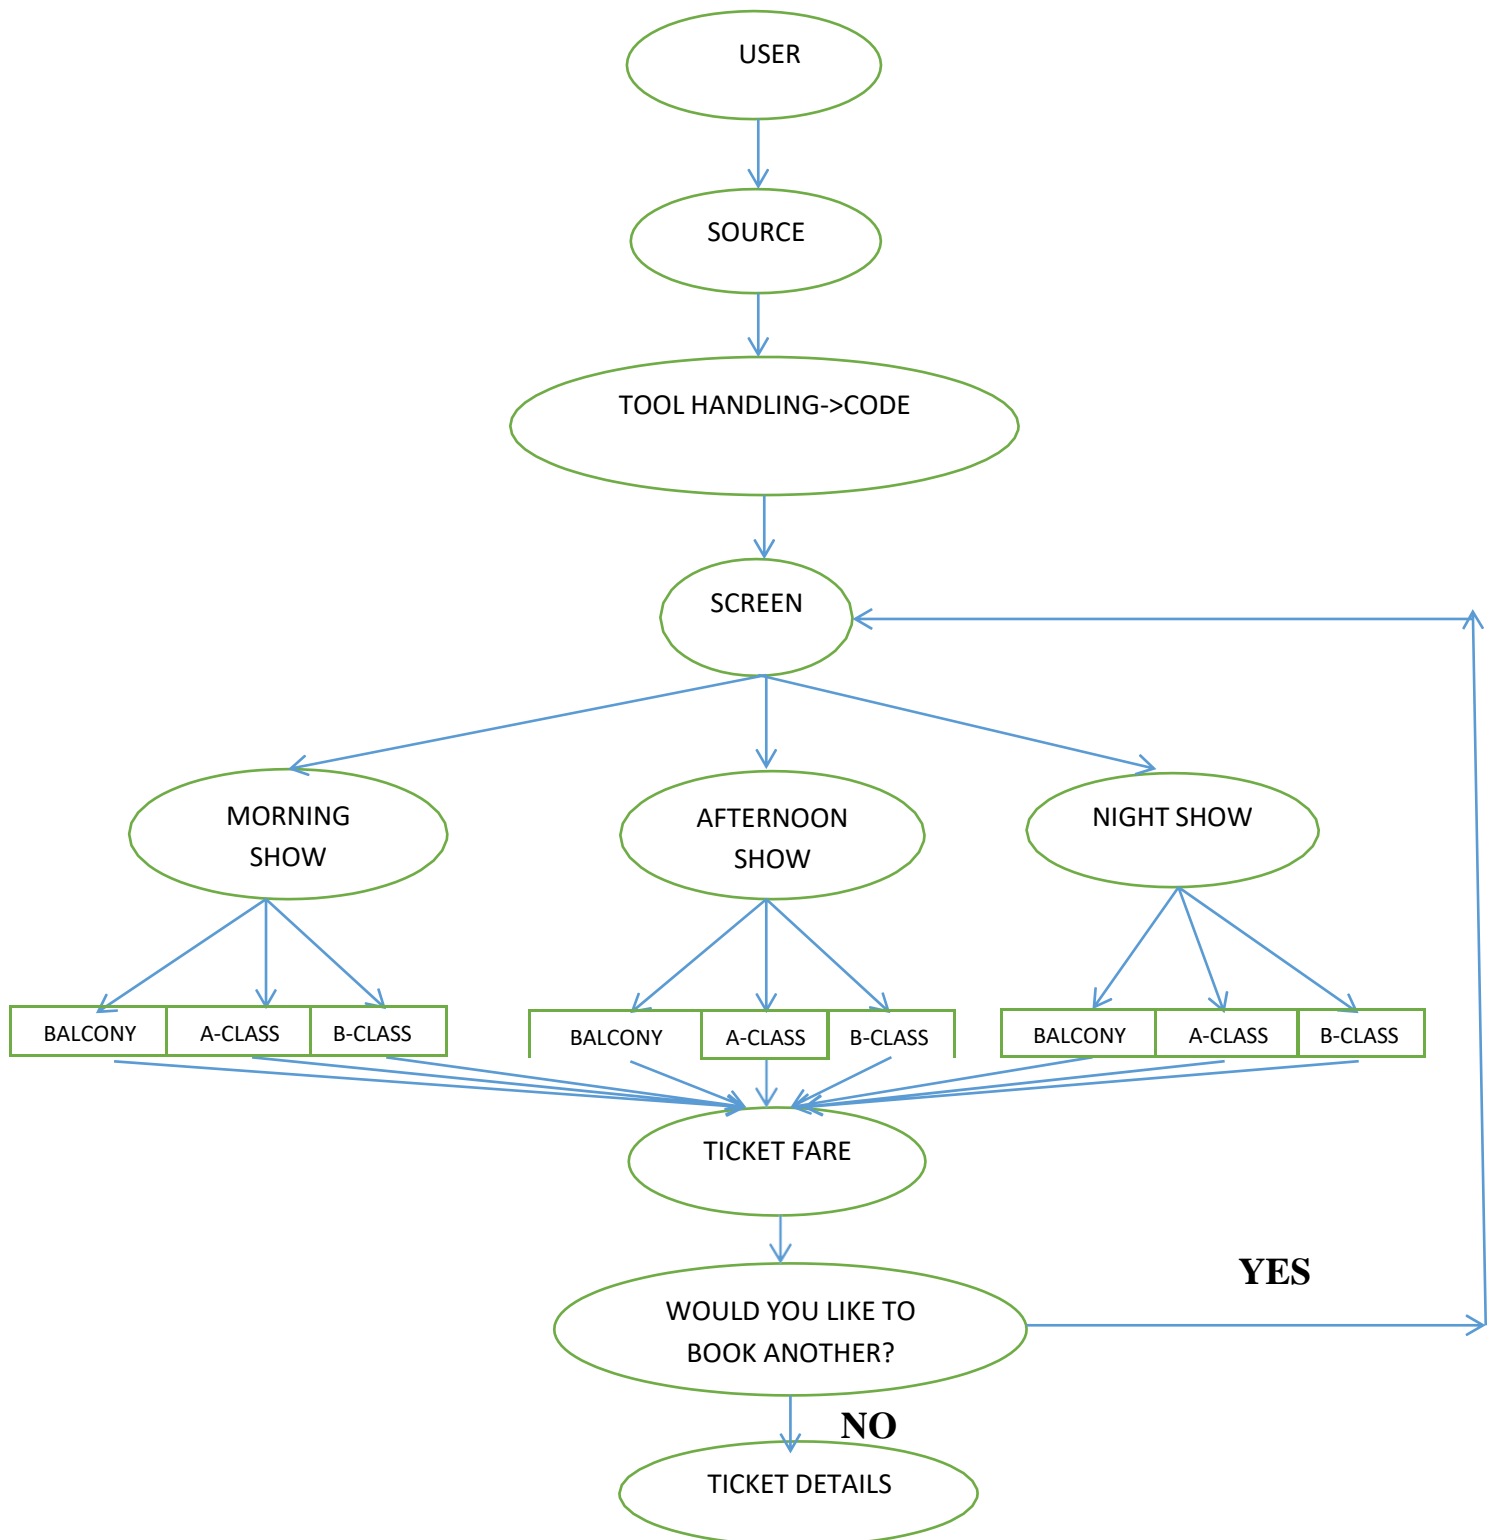 USER
SOURCE
TOOL HANDLING->CODE
SCREEN
MORNING
SHOW
AFTERNOON
SHOW
NIGHT SHOW
BALCONY
A-CLASS
B-CLASS
BALCONY
A-CLASS
B-CLASS
BALCONY
A-CLASS
B-CLASS
TICKET FARE
WOULD YOU LIKE TO
BOOK ANOTHER?
YES
NO
TICKET DETAILS